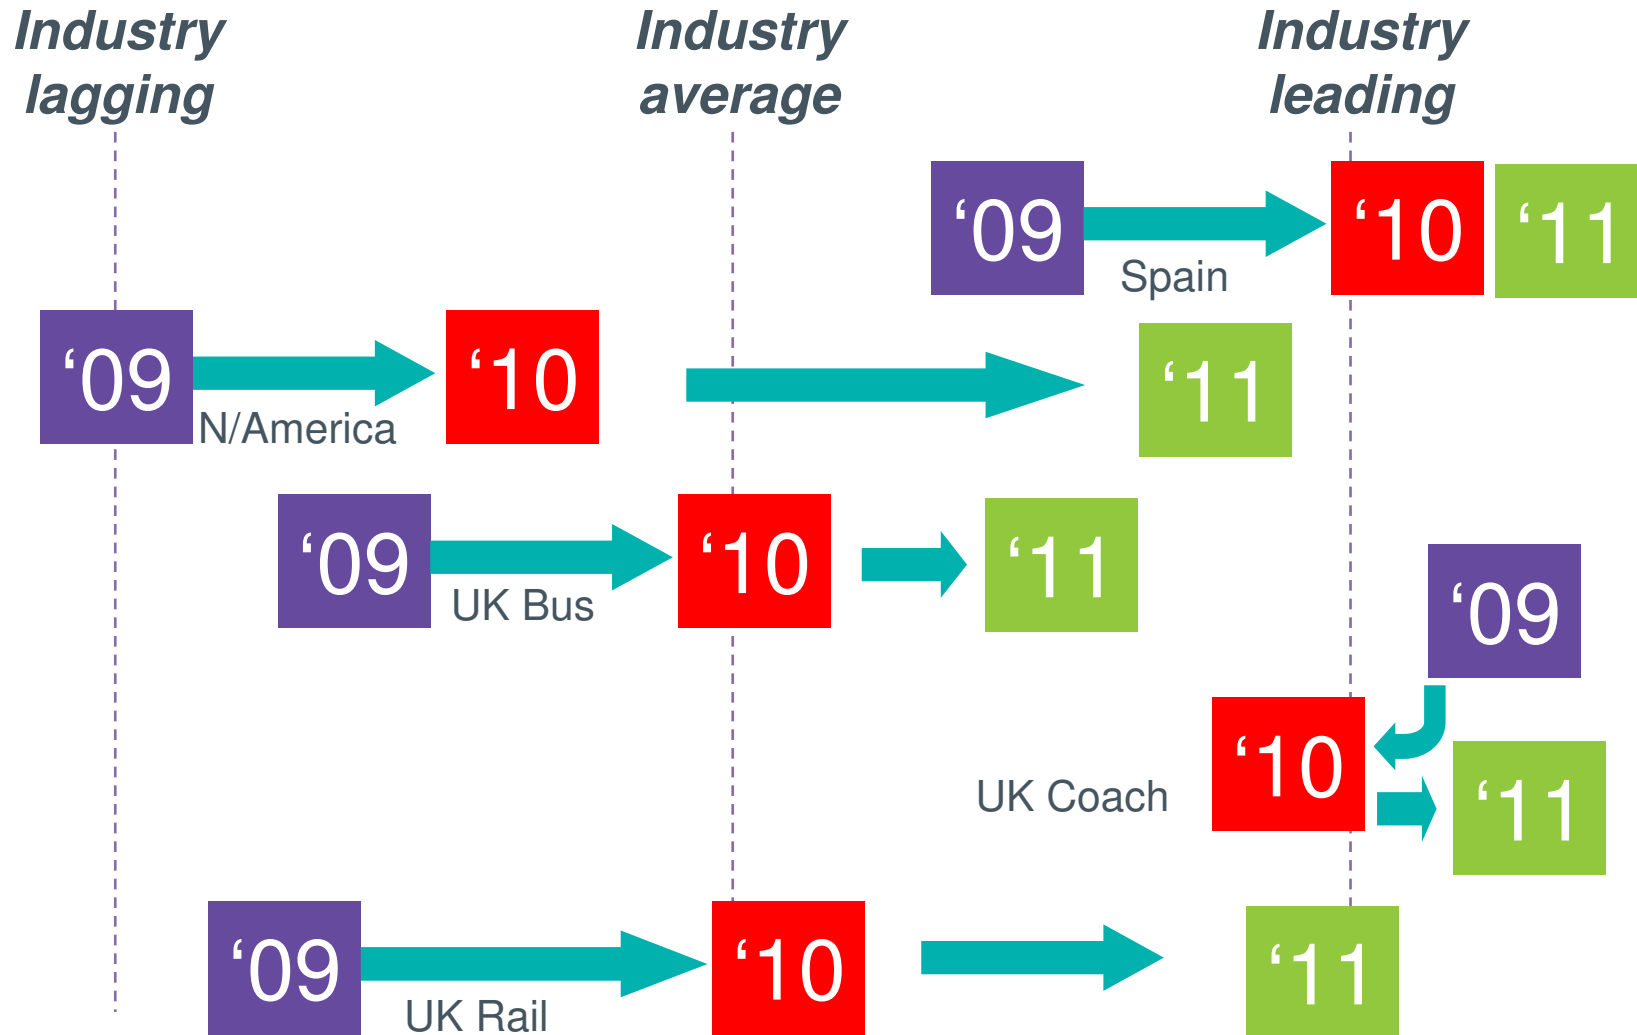 Industry lagging
Industry average
Industry leading
‘09
‘10
‘11
Spain
‘09
‘10
‘11
N/America
‘09
‘10
‘11
UK Bus
‘09
‘10
‘11
UK Coach
‘09
‘10
‘11
UK Rail